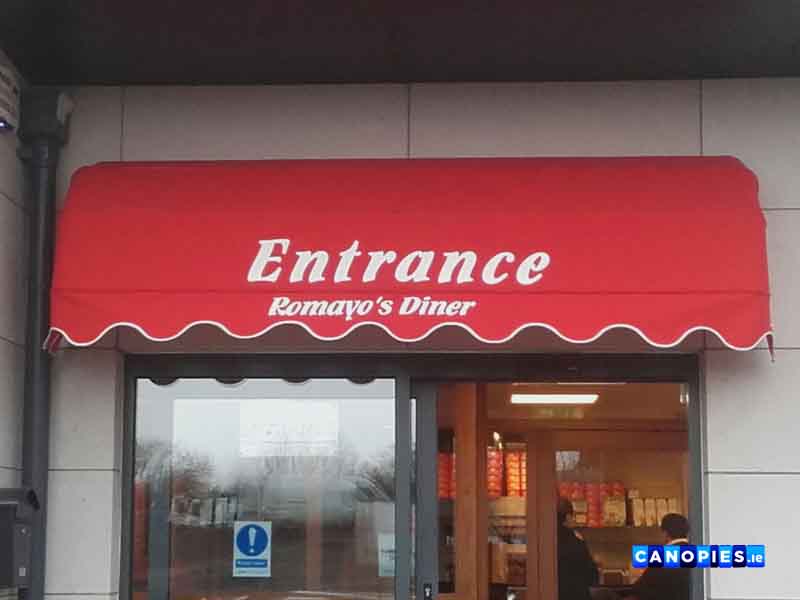 Entrance
Romayo's Diner
CANOPIES.ie